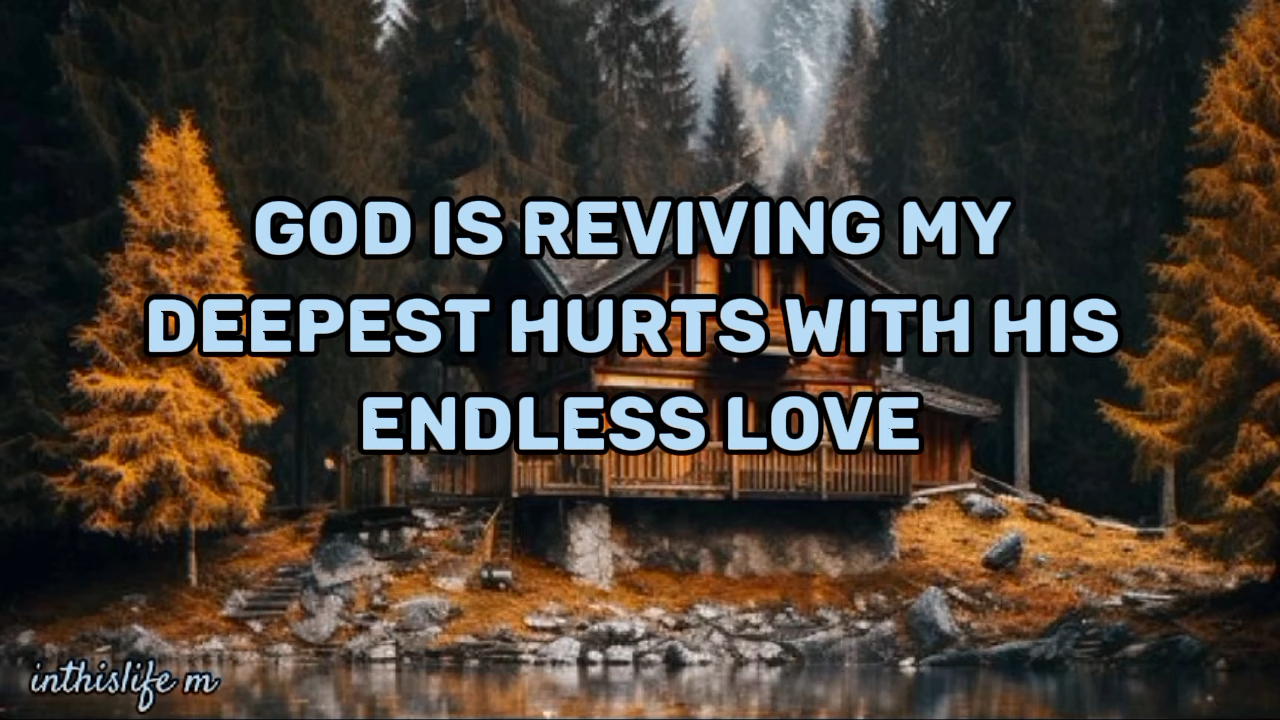 GOD IS REVIVING MY
DEEPEST HURTS WITH HIS
ENDLESS LOVE
inthislife m